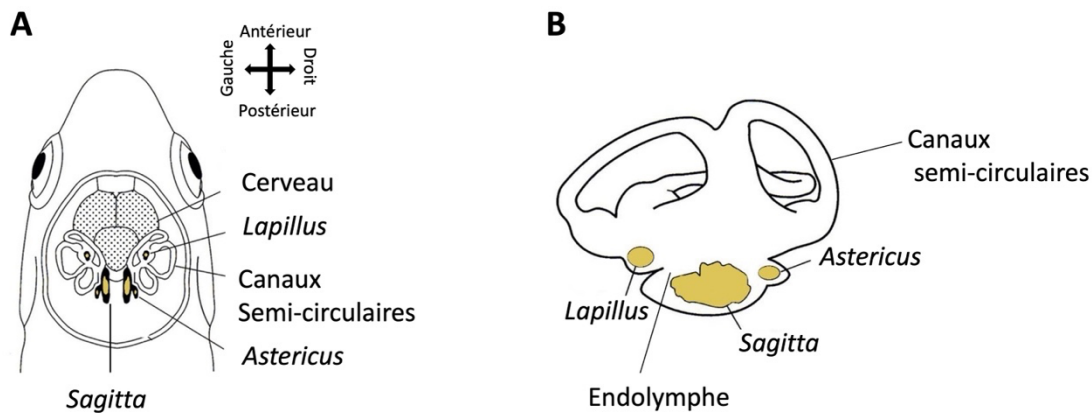 A
Antérieur
Gauche
Droit
Postérieur
Cerveau
Lapillus
Canaux
Semi-circulaires
Astericus
Sagitta
B
Canaux
semi-circulaires
Astericus
Lapillus
Sagitta
Endolymphe